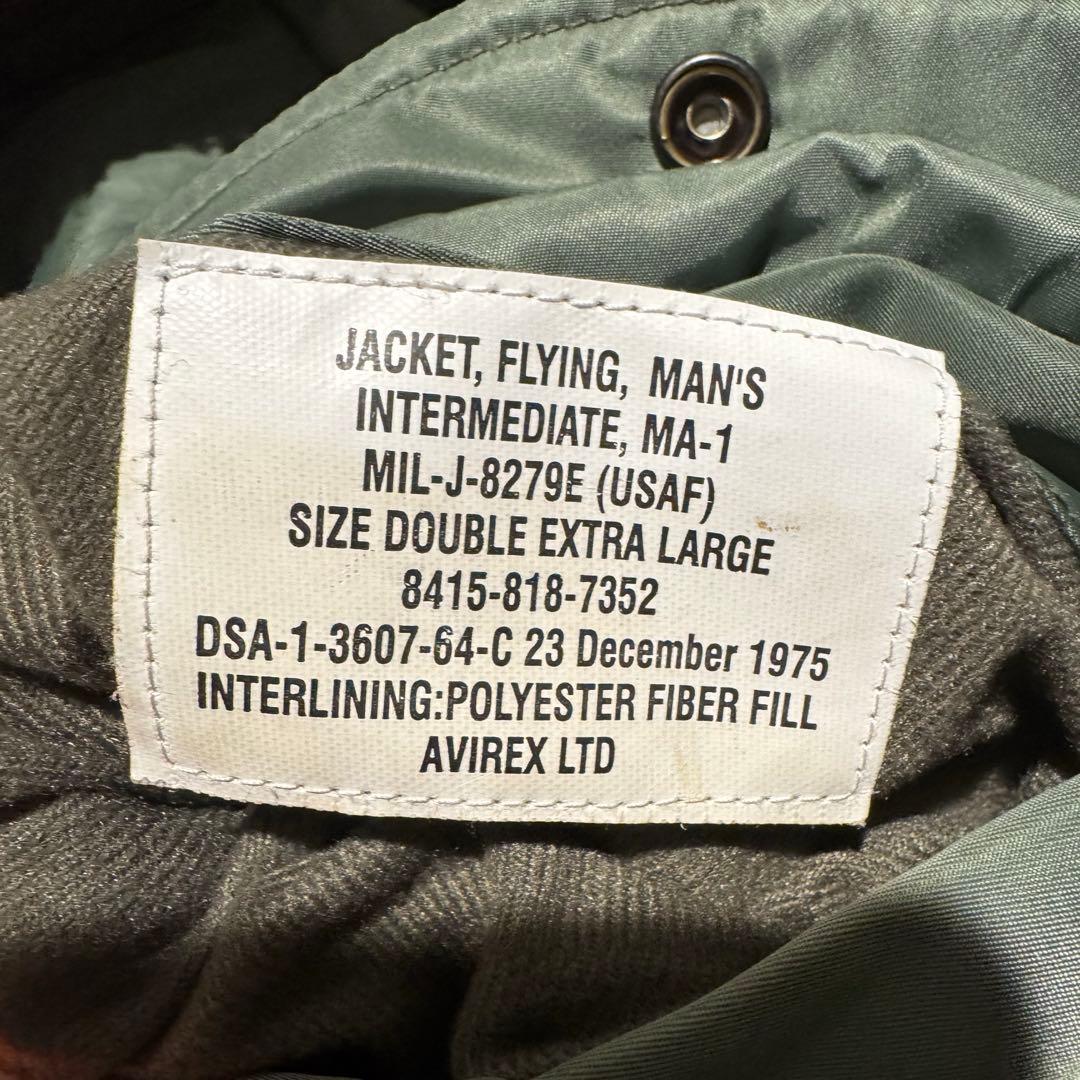 JACKET, FLYING, MAN'S
INTERMEDIATE, MA-1
MIL-J-8279E (USAF)
SIZE DOUBLE EXTRA LARGE
8415-818-7352
DSA-1-3607-64-C 23 December 1975
INTERLINING:POLYESTER FIBER FILL
AVIREX LTD